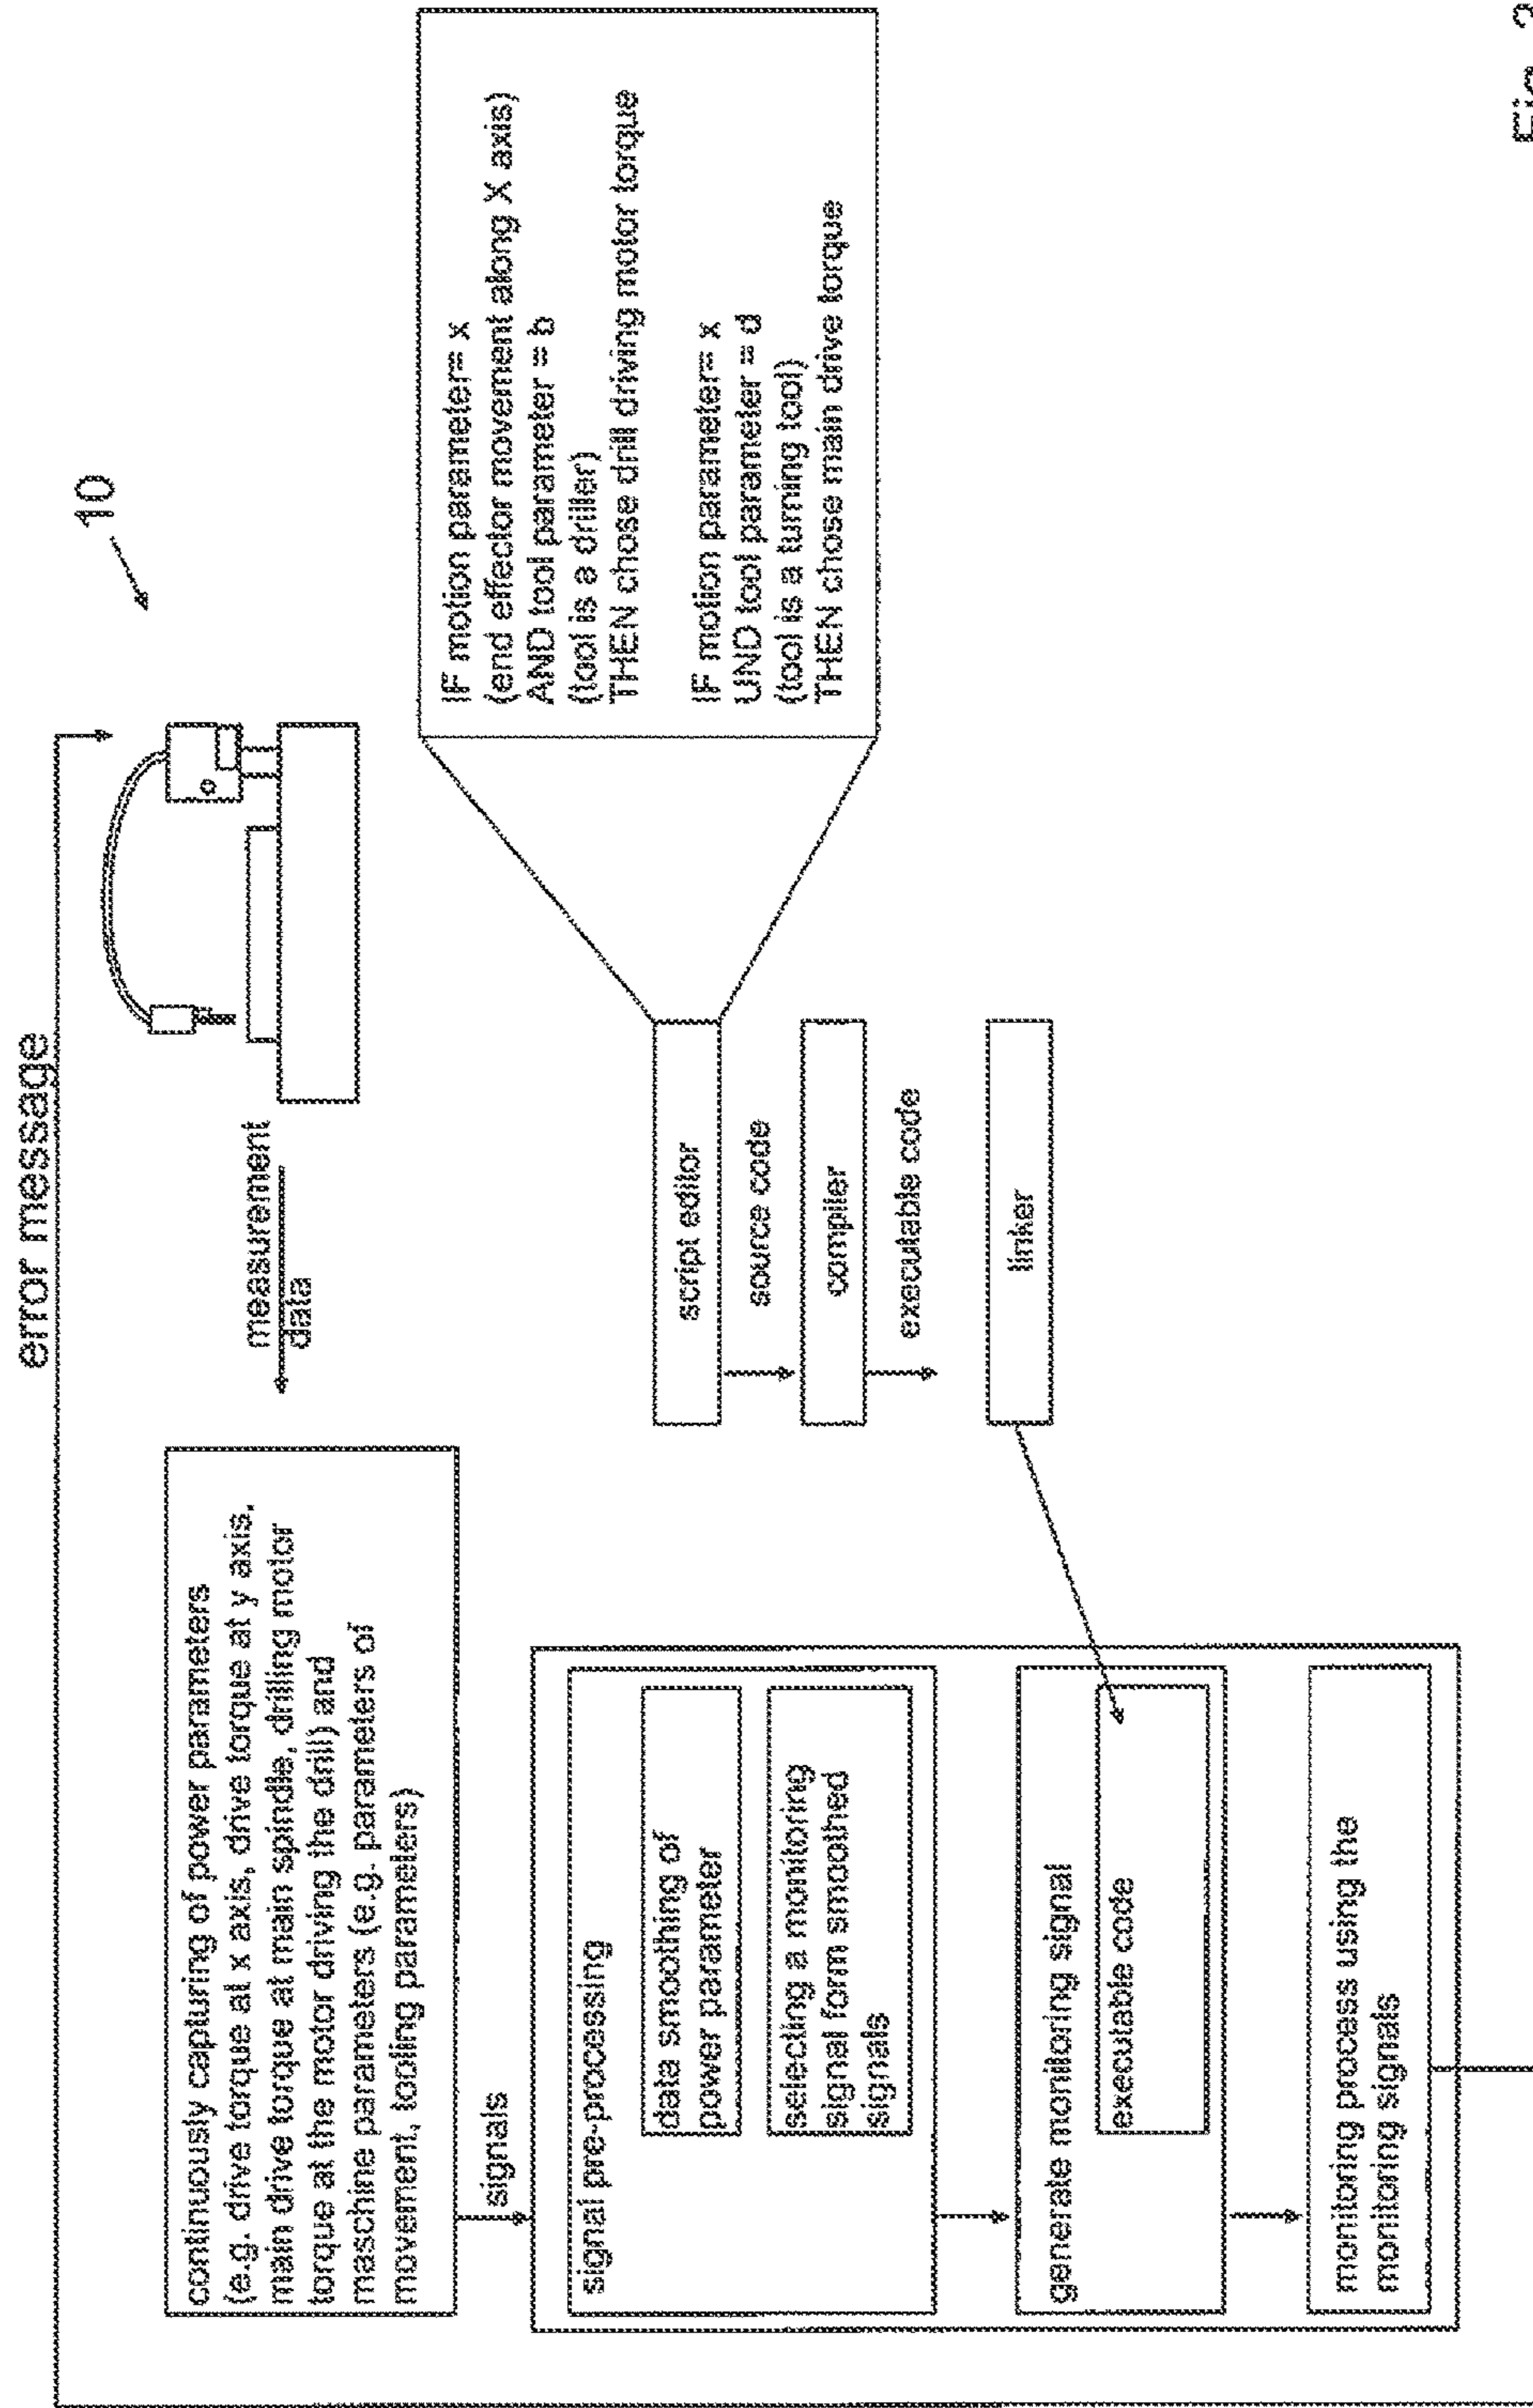 error message
10
measurement
data
continuously capturing of power parameters
(e.g. drive torque at x axis, drive torque at y axis,
main drive torque at main spindle, drilling motor
torque at the motor driving the drill) and
maschine parameters (e.g. parameters of
movement, tooling parameters)
signals
signal pre-processing
data smoothing of
power parameter
selecting a monitoring
signal form smoothed
signals
generate monitoring signal
executable code
monitoring process using the
monitoring signals
script editor
source code
compiler
executable code
linker
IF motion parameter= x
(end effector movement along X axis)
AND tool parameter = b
(tool is a driller)
THEN chose drill driving motor torque
IF motion parameter= x
UND tool parameter = d
(tool is a turning tool)
THEN chose main drive torque
Fig.